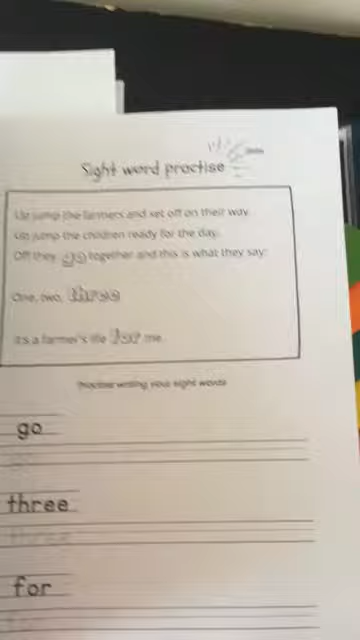 Sight word practise
Up jump the farmers and set off on their way.
Up jump the children ready for the day.
Off they go together and this is what they say:
One, two, three
It's a farmer's life for me.
Practise writing your sight words
go
three
three
for